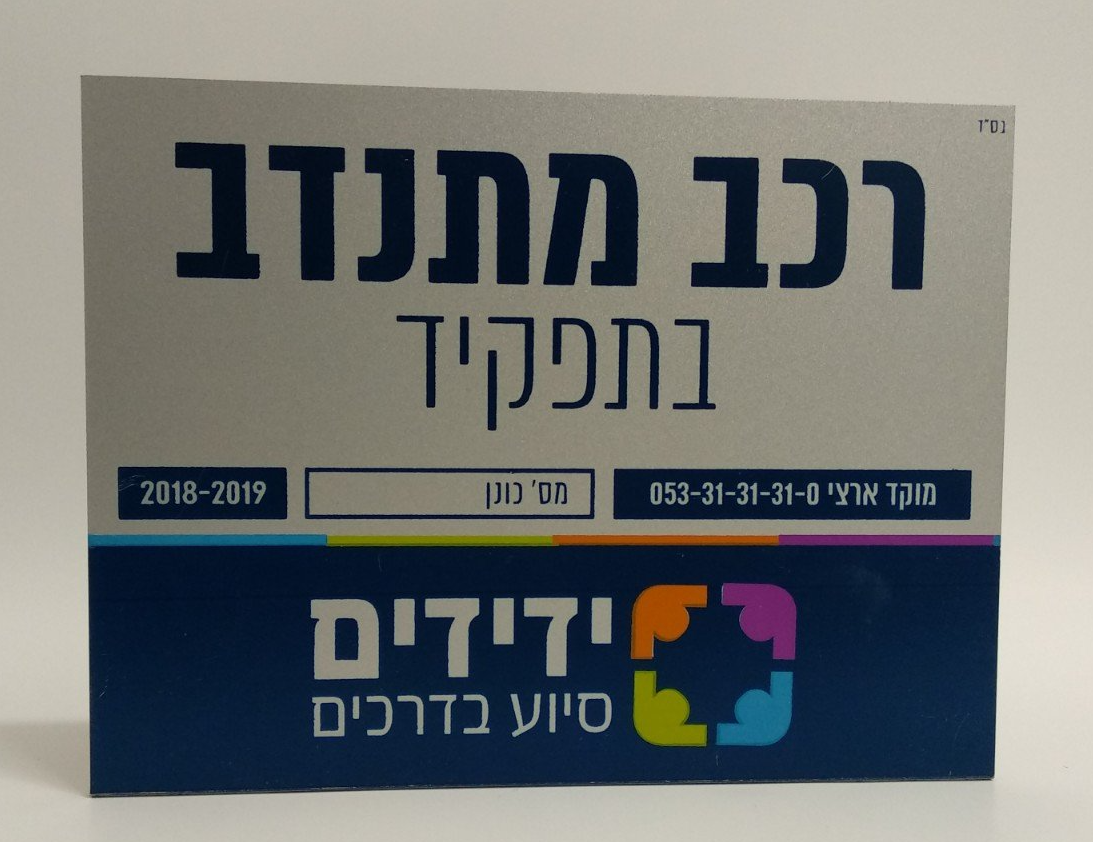 בס"ד
רכב מתנדב
בתפקיד
מוקד ארצי 053-31-31-31-0
מס' כונן
2018-2019
ידידים
סיוע בדרכים